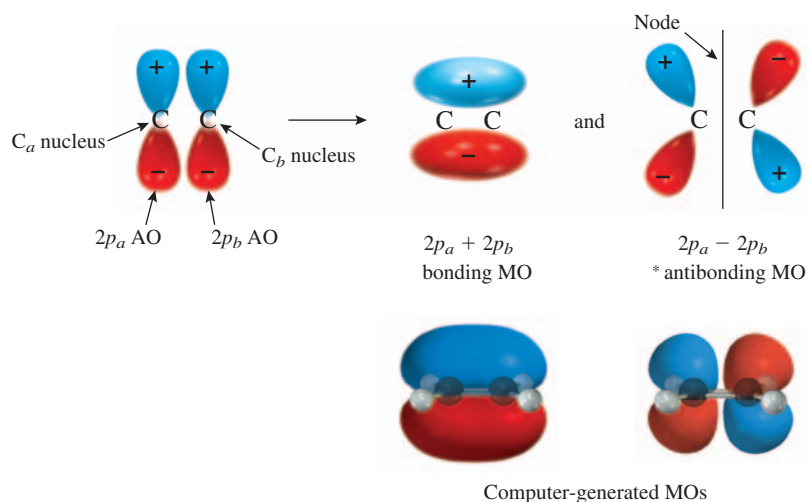 Node
+ + + + -
C C C C C C
C𝑎 nucleus
and
C𝑏 nucleus
- - - - +
2𝑝𝑎 AO 2𝑝𝑏 AO
2𝑝𝑎 + 2𝑝𝑏
bonding MO
2𝑝𝑎 − 2𝑝𝑏
* antibonding MO
Computer-generated MOs